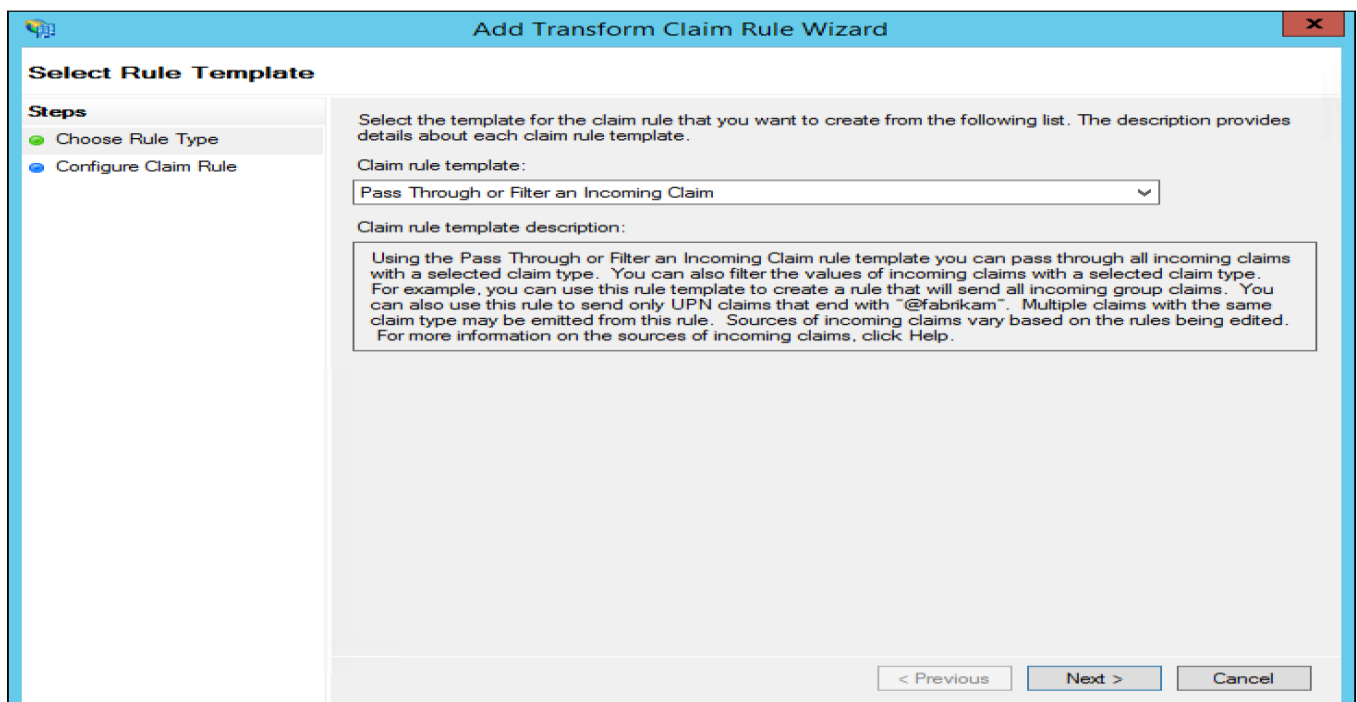 Add Transform Claim Rule Wizard
Select Rule Template
Steps
Choose Rule Type
Configure Claim Rule
Select the template for the claim rule that you want to create from the following list. The description provides
details about each claim rule template.
Claim rule template:
Pass Through or Filter an Incoming Claim
Claim rule template description:
Using the Pass Through or Filter an Incoming Claim rule template you can pass through all incoming claims
with a selected claim type. You can also filter the values of incoming claims with a selected claim type.
For example, you can use this rule template to create a rule that will send all incoming group claims. You
can also use this rule to send only UPN claims that end with "@fabrikam". Multiple claims with the same
claim type may be emitted from this rule. Sources of incoming claims vary based on the rules being edited.
For more information on the sources of incoming claims, click Help.
< Previous
Next >
Cancel